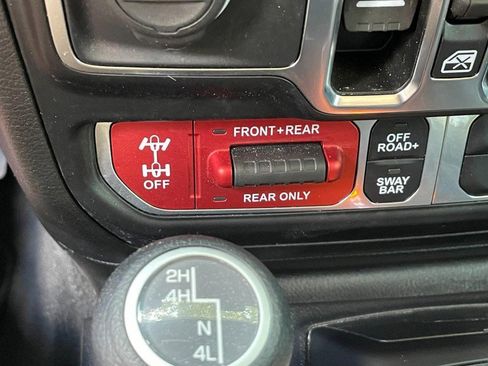 FRONT+REAR
OFF
REAR ONLY
OFF
ROAD+
SWAY
BAR
2H
4H
N
4L